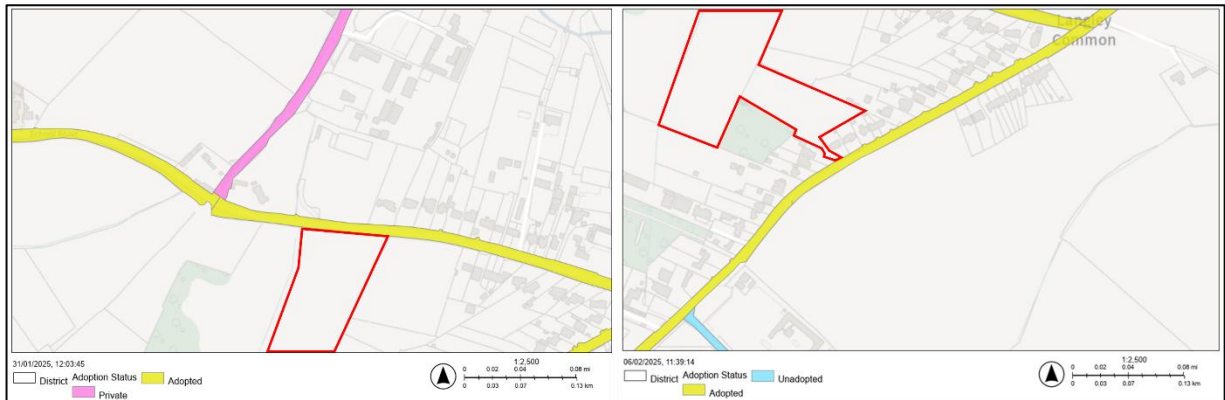 Langley
Common
31/01/2025, 12:03:45
District
Adoption Status
Adopted
Private
1:2,500
0 0.02 0.04 0.08 mi
0 0.03 0.07 0.13 km
06/02/2025, 11:39:14
District
Adoption Status
Unadopted
Adopted
1:2,500
0 0.02 0.04 0.08 mi
0 0.03 0.07 0.13 km